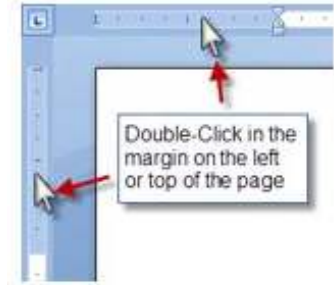 Double-Click in the
margin on the left
or top of the page